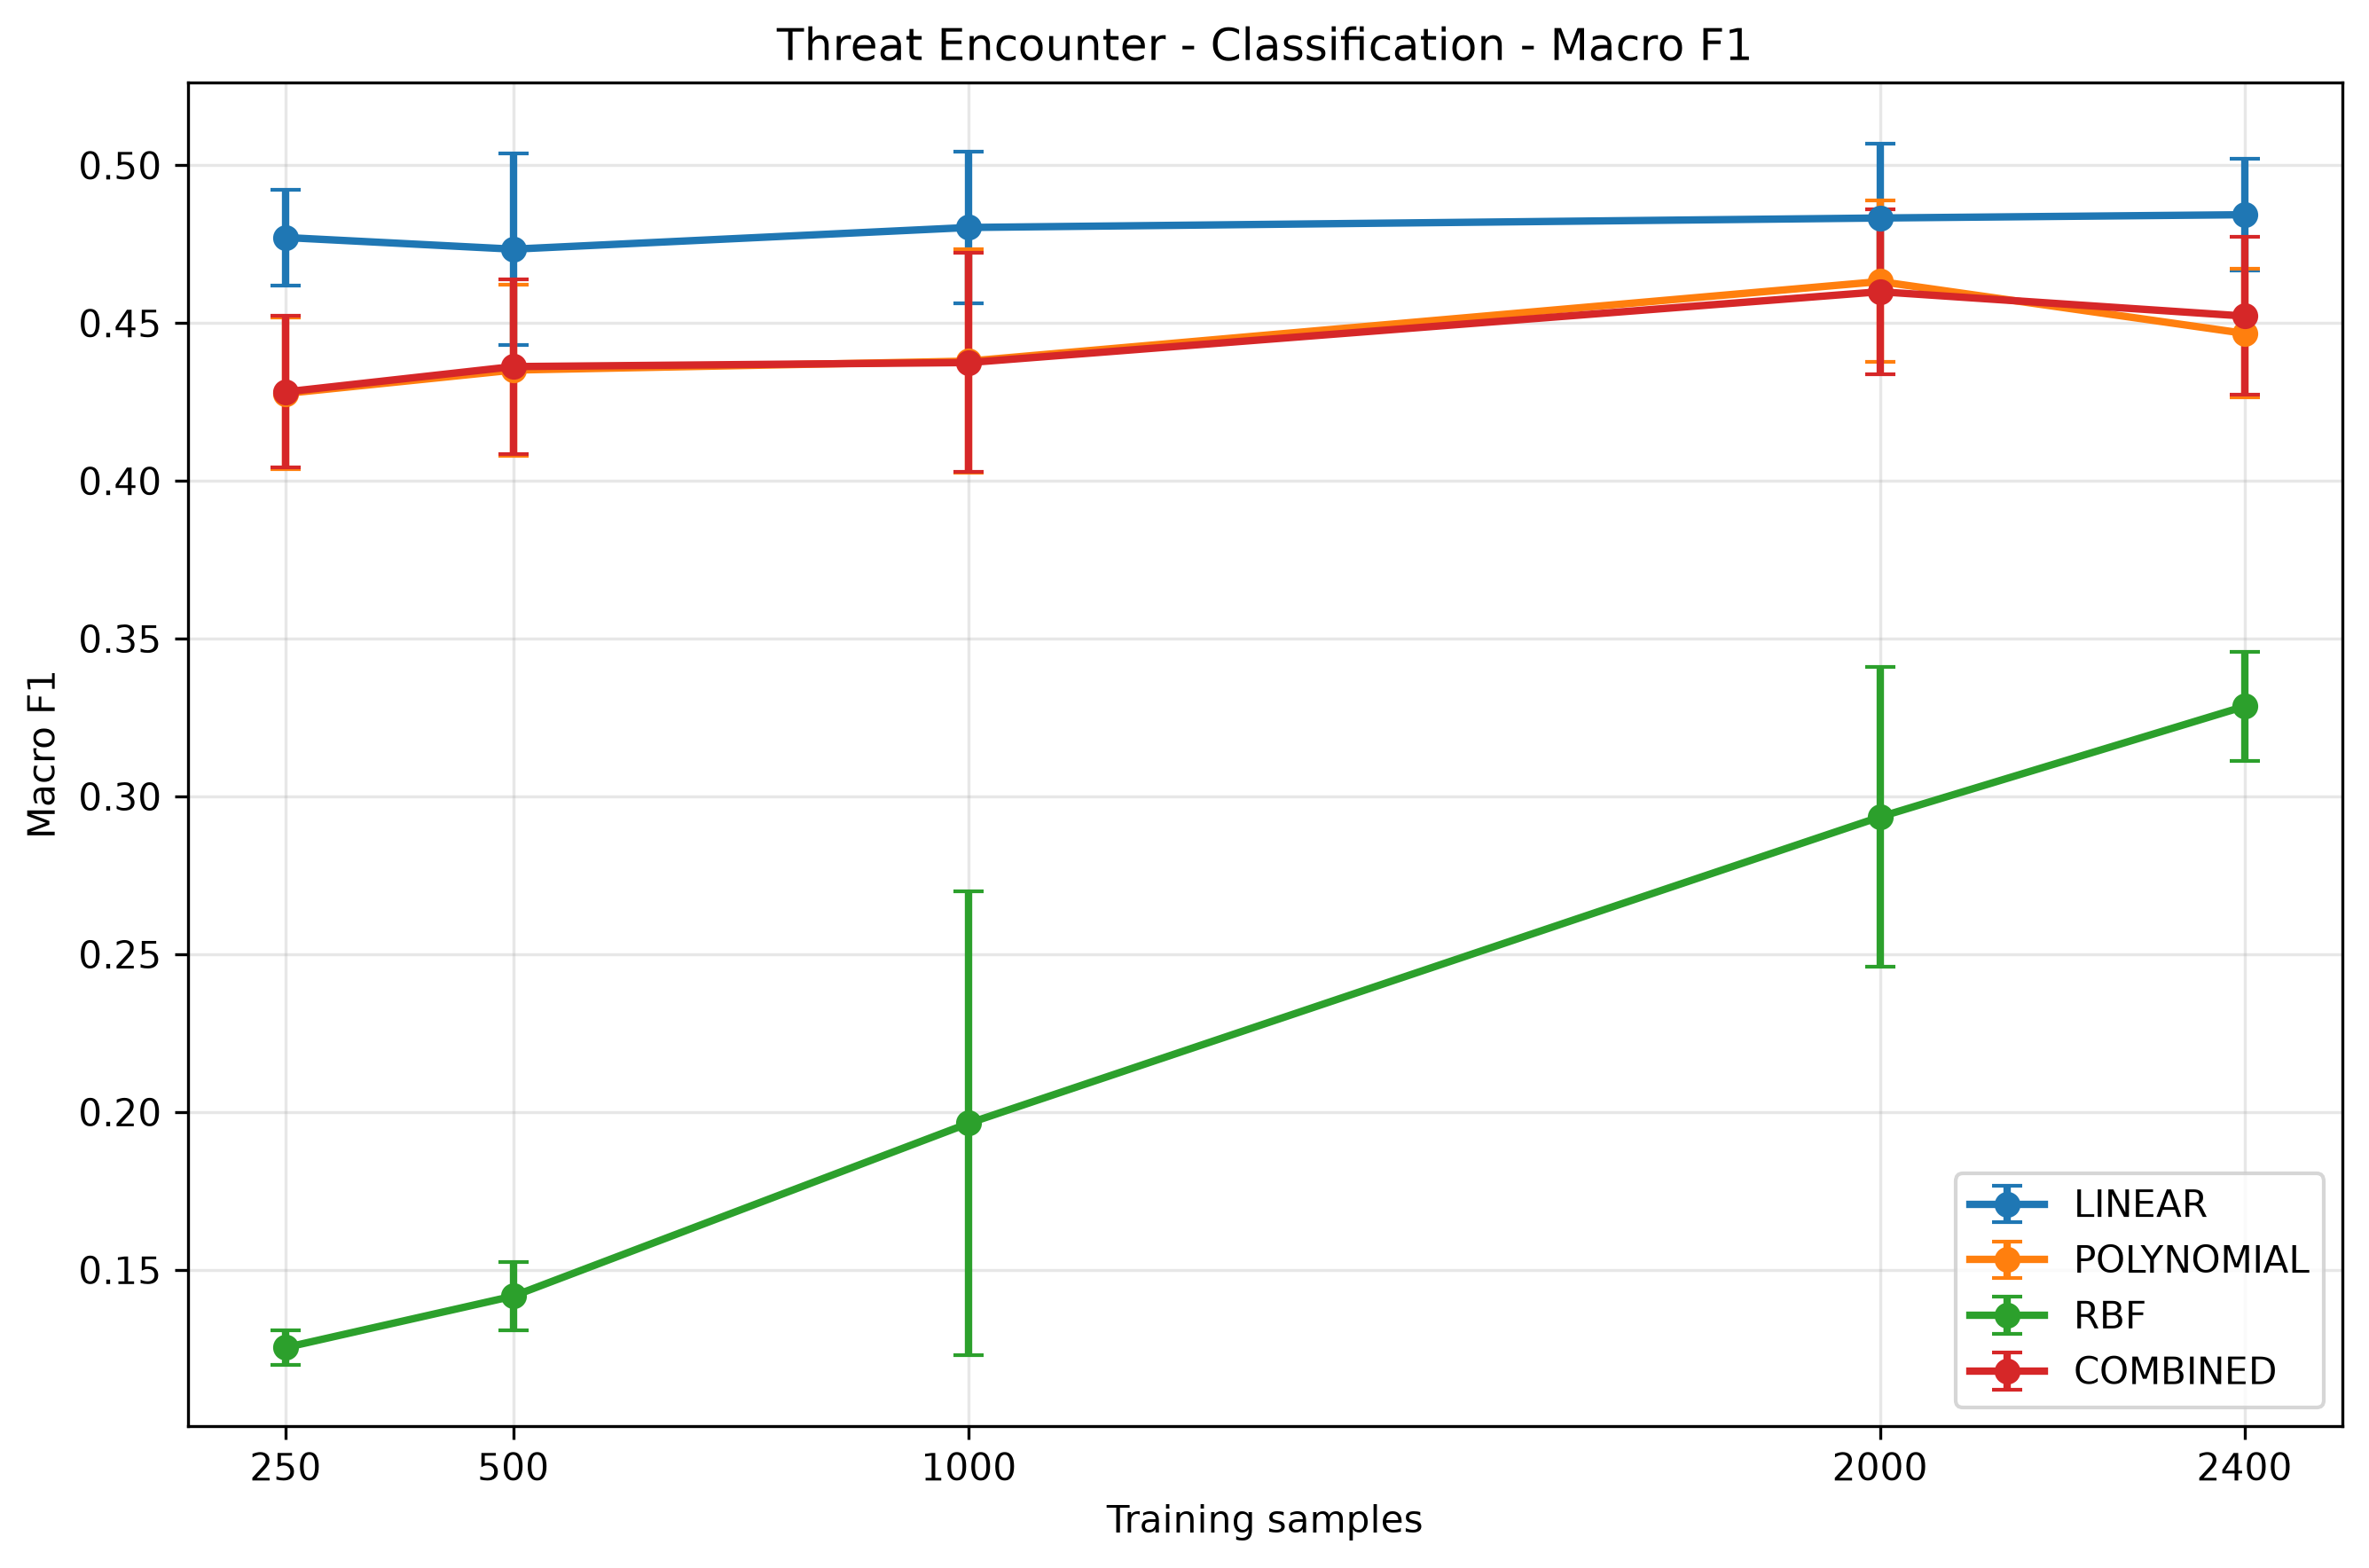 Threat Encounter - Classification - Macro F1
0.50
0.45
0.40
0.35
0.30
0.25
0.20
0.15
Macro F1
250 500 1000 2000 2400
Training samples
LINEAR
POLYNOMIAL
RBF
COMBINED